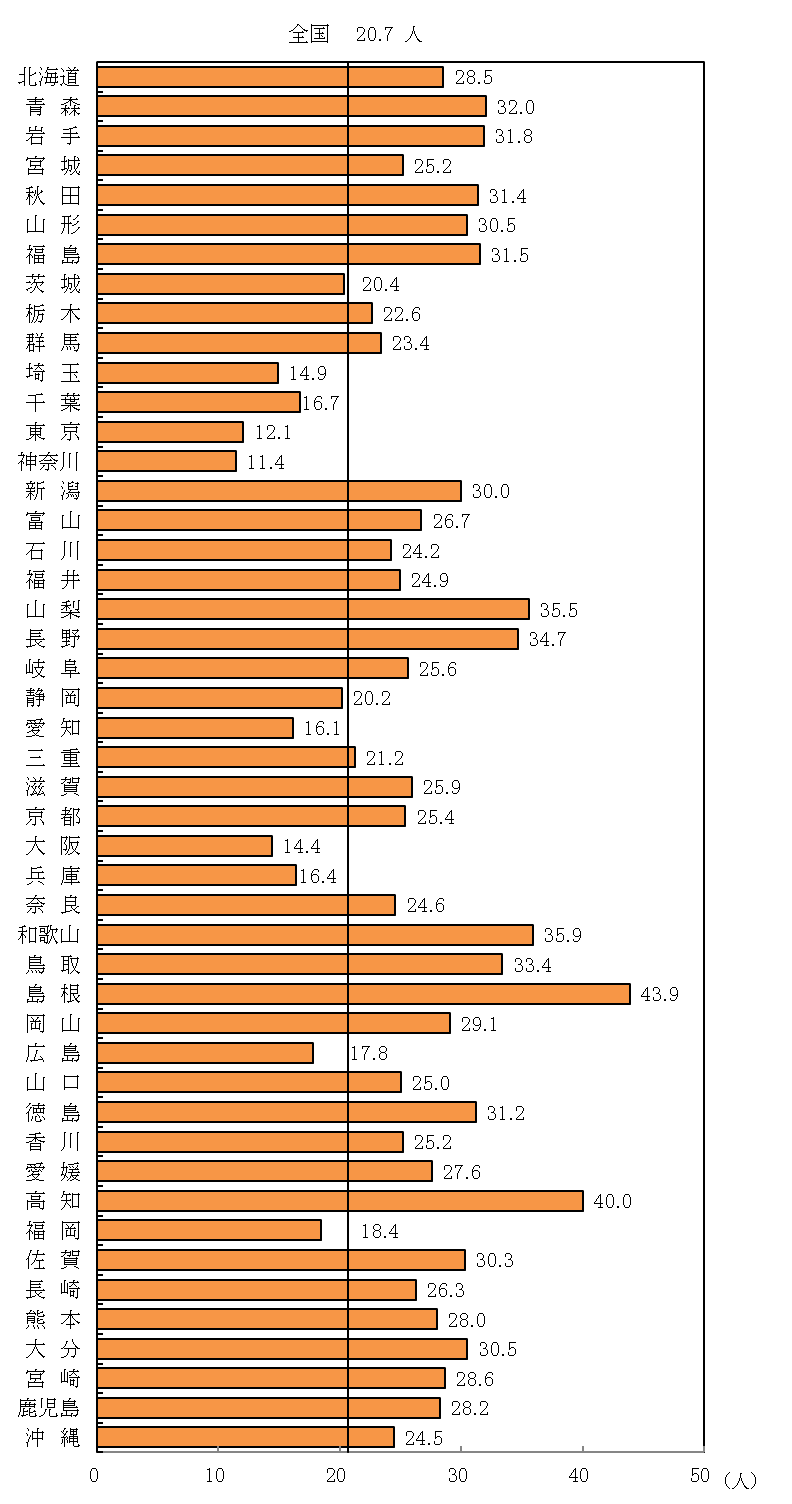 全国 20.7 人
北海道 28.5
青森 32.0
岩手 31.8
宮城 25.2
秋田 31.4
山形 30.5
福島 31.5
茨城 20.4
栃木 22.6
群馬 23.4
埼玉 14.9
千葉 16.7
東京 12.1
神奈川 11.4
新潟 30.0
富山 26.7
石川 24.2
福井 24.9
山梨 35.5
長野 34.7
岐阜 25.6
静岡 20.2
愛知 16.1
三重 21.2
滋賀 25.9
京都 25.4
大阪 14.4
兵庫 16.4
奈良 24.6
和歌山 35.9
鳥取 33.4
島根 43.9
岡山 29.1
広島 17.8
山口 25.0
徳島 31.2
香川 25.2
愛媛 27.6
高知 40.0
福岡 18.4
佐賀 30.3
長崎 26.3
熊本 28.0
大分 30.5
宮崎 28.6
鹿児島 28.2
沖縄 24.5
0 10 20 30 40 50 (人)